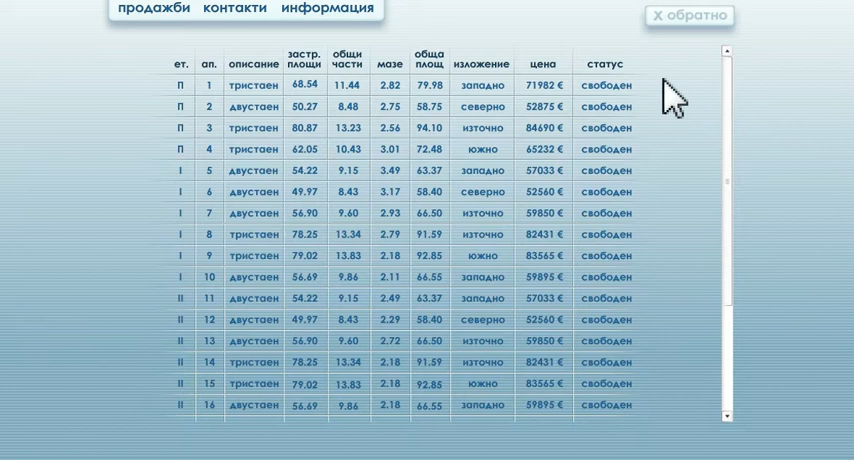 продажби контакти информация
X обратно
ет. ап. описание застр. площи общи части мазе обща площ изложение цена статус
П 1 тристаен 68.54 11.44 2.82 79.98 западно 71982 € свободен
П 2 двустаен 50.27 8.48 2.75 58.75 северно 52875 € свободен
П 3 тристаен 80.87 13.23 2.56 94.10 източно 84690 € свободен
П 4 тристаен 62.05 10.43 3.01 72.48 южно 65232 € свободен
I 5 двустаен 54.22 9.15 3.49 63.37 западно 57033 € свободен
I 6 двустаен 49.97 8.43 3.17 58.40 северно 52560 € свободен
I 7 двустаен 56.90 9.60 2.93 66.50 източно 59850 € свободен
I 8 тристаен 78.25 13.34 2.79 91.59 източно 82431 € свободен
I 9 тристаен 79.02 13.83 2.18 92.85 южно 83565 € свободен
I 10 двустаен 56.69 9.86 2.11 66.55 западно 59895 € свободен
II 11 двустаен 54.22 9.15 2.49 63.37 западно 57033 € свободен
II 12 двустаен 49.97 8.43 2.29 58.40 северно 52560 € свободен
II 13 двустаен 56.90 9.60 2.72 66.50 източно 59850 € свободен
II 14 тристаен 78.25 13.34 2.18 91.59 източно 82431 € свободен
II 15 тристаен 79.02 13.83 2.18 92.85 южно 83565 € свободен
II 16 двустаен 56.69 9.86 2.18 66.55 западно 59895 € свободен